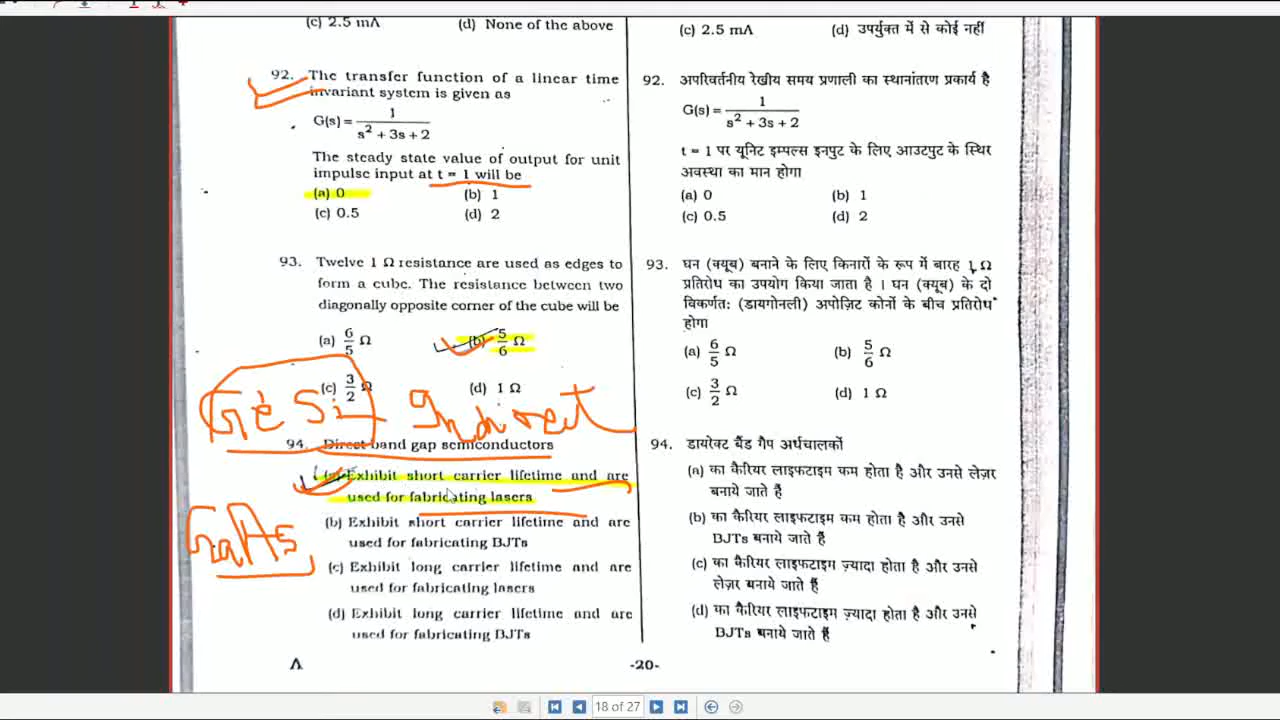 (c) 2.5 mA (d) None of the above
92. The transfer function of a linear time
invariant system is given as
G(s) = 1 / s² + 3s + 2
The steady state value of output for unit
impulse input at t = 1 will be
(a) 0 (b) 1
(c) 0.5 (d) 2
93. Twelve 1 Ω resistance are used as edges to
form a cube. The resistance between two
diagonally opposite corner of the cube will be
(a) 6/5 Ω (b) 5/6 Ω
(c) 3/2 Ω (d) 1 Ω
Ge Si Indirect
94. Direct band gap semiconductors
(a) Exhibit short carrier lifetime and are
used for fabricating lasers
GaAs
(b) Exhibit short carrier lifetime and are
used for fabricating BJTs
(c) Exhibit long carrier lifetime and are
used for fabricating lasers
(d) Exhibit long carrier lifetime and are
used for fabricating BJTs
(c) 2.5 mA (d) उपर्युक्त में से कोई नहीं
92. अपरिवर्तनीय रेखीय समय प्रणाली का स्थानांतरण प्रकार्य है
G(s) = 1 / s² + 3s + 2
t = 1 पर यूनिट इम्पल्स इनपुट के लिए आउटपुट के स्थिर
अवस्था का मान होगा
(a) 0 (b) 1
(c) 0.5 (d) 2
93. घन (क्यूब) बनाने के लिए किनारों के रूप में बारह 1 Ω
प्रतिरोध का उपयोग किया जाता है । घन (क्यूब) के दो
विकर्णत: (डायगोनली) अपोज़िट कोनों के बीच प्रतिरोध
होगा
(a) 6/5 Ω (b) 5/6 Ω
(c) 3/2 Ω (d) 1 Ω
94. डायरेक्ट बैंड गैप अर्धचालकों
(a) का कैरियर लाइफटाइम कम होता है और उनसे लेज़र
बनाये जाते हैं
(b) का कैरियर लाइफटाइम कम होता है और उनसे
BJTs बनाये जाते हैं
(c) का कैरियर लाइफटाइम ज़्यादा होता है और उनसे
लेज़र बनाये जाते हैं
(d) का कैरियर लाइफटाइम ज़्यादा होता है और उनसे
BJTs बनाये जाते हैं
A -20-
18 of 27